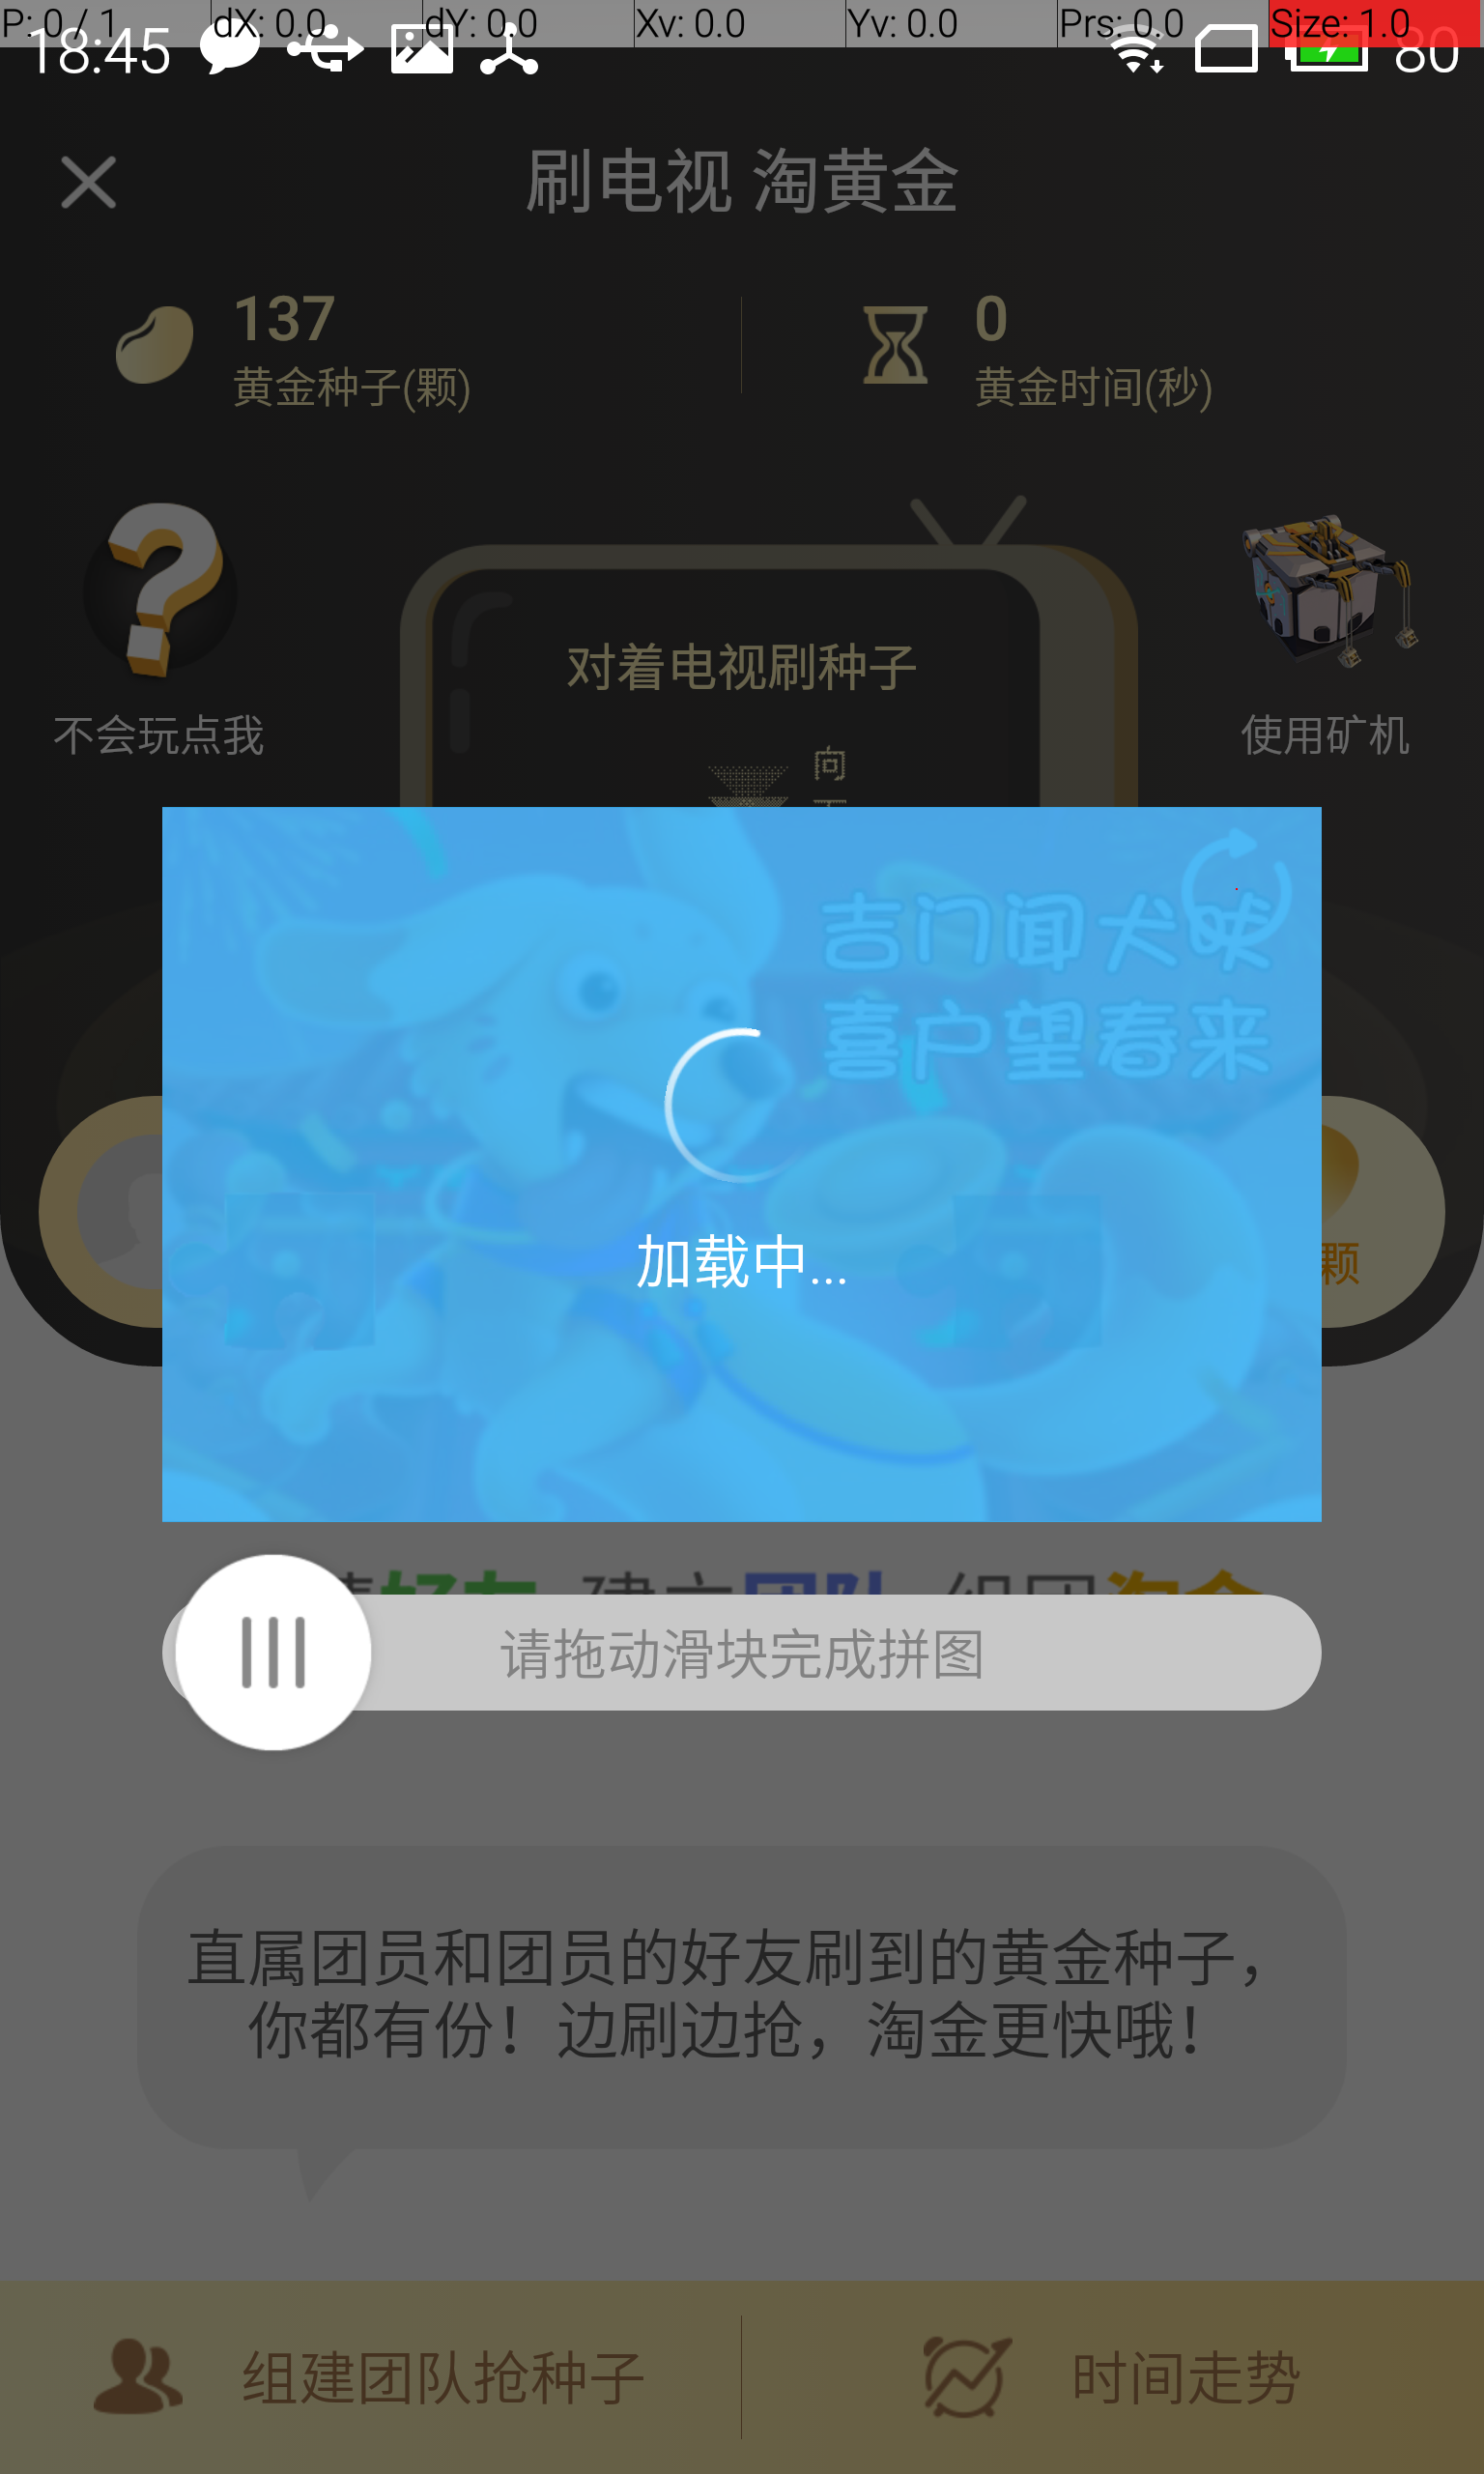 P: 0 / 1 dX: 0.0 dY: 0.0 Xv: 0.0 Yv: 0.0 Prs: 0.0 Size: 1.0
18:45 80
刷电视 淘黄金
137 0
黄金种子(颗) 黄金时间(秒)
对着电视刷种子
不会玩点我 使用矿机
向
吉门闻犬吠
喜户望春来
加载中...
颗
请拖动滑块完成拼图
直属团员和团员的好友刷到的黄金种子，
你都有份！边刷边抢，淘金更快哦！
组建团队抢种子 时间走势